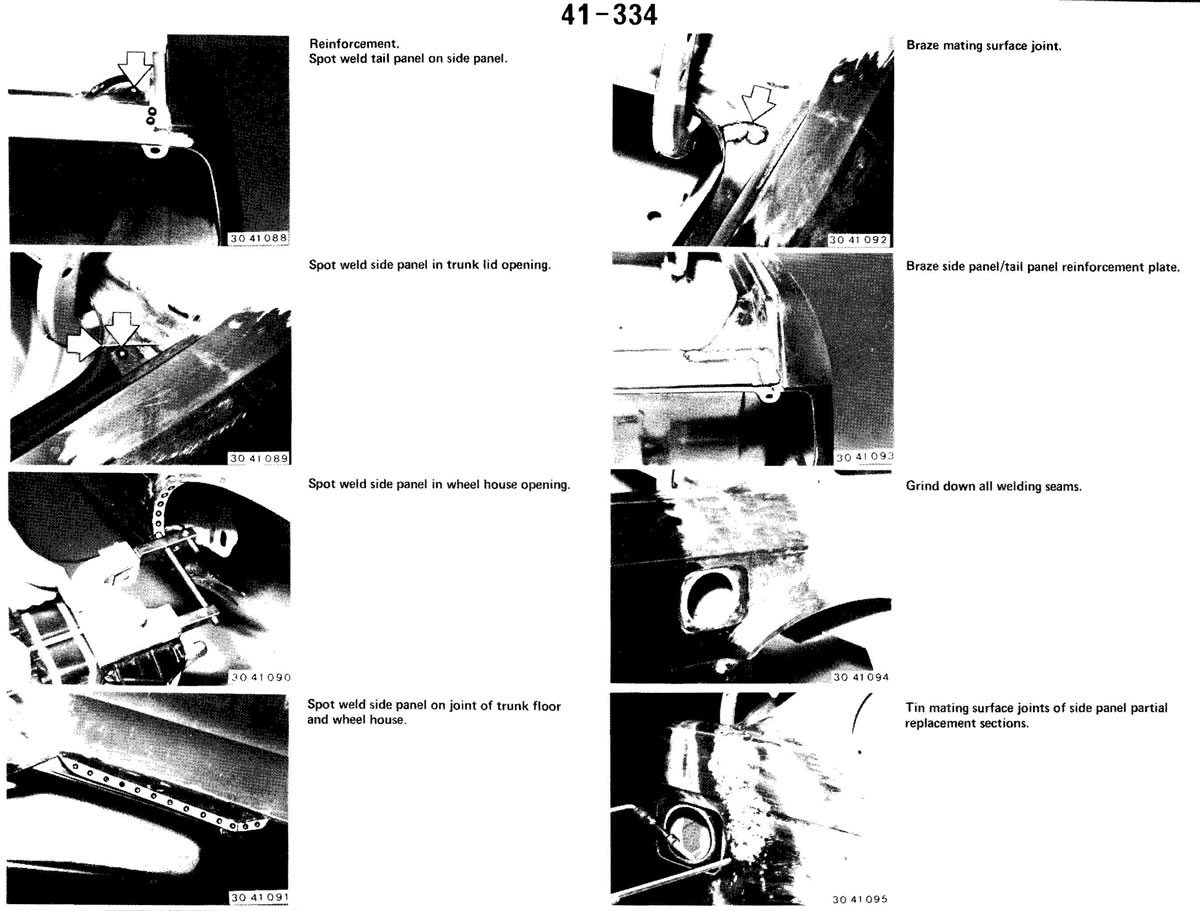 41-334
Reinforcement.
Spot weld tail panel on side panel.
30 41 088
Spot weld side panel in trunk lid opening.
30 41 089
Spot weld side panel in wheel house opening.
30 41 090
Spot weld side panel on joint of trunk floor
and wheel house.
30 41 091
Braze mating surface joint.
30 41 092
Braze side panel/tail panel reinforcement plate.
30 41 093
Grind down all welding seams.
30 41 094
Tin mating surface joints of side panel partial
replacement sections.
30 41 095